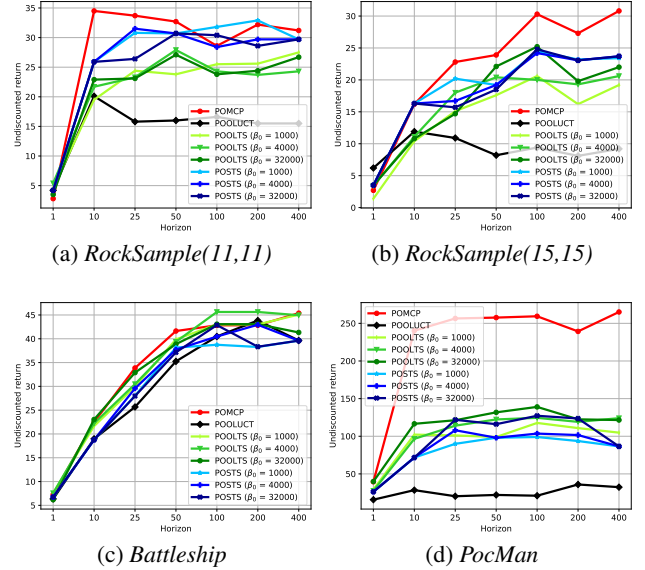 35
30
25
20
15
10
5
Undiscounted return
POMCP
POOLUCT
POOLTS (β₀ = 1000)
POOLTS (β₀ = 4000)
POOLTS (β₀ = 32000)
POSTS (β₀ = 1000)
POSTS (β₀ = 4000)
POSTS (β₀ = 32000)
1 10 25 50 100 200 400
Horizon
(a) RockSample(11,11)
30
25
20
15
10
5
0
Undiscounted return
POMCP
POOLUCT
POOLTS (β₀ = 1000)
POOLTS (β₀ = 4000)
POOLTS (β₀ = 32000)
POSTS (β₀ = 1000)
POSTS (β₀ = 4000)
POSTS (β₀ = 32000)
1 10 25 50 100 200 400
Horizon
(b) RockSample(15,15)
45
40
35
30
25
20
15
10
5
Undiscounted return
POMCP
POOLUCT
POOLTS (β₀ = 1000)
POOLTS (β₀ = 4000)
POOLTS (β₀ = 32000)
POSTS (β₀ = 1000)
POSTS (β₀ = 4000)
POSTS (β₀ = 32000)
1 10 25 50 100 200 400
Horizon
(c) Battleship
250
200
150
100
50
Undiscounted return
POMCP
POOLUCT
POOLTS (β₀ = 1000)
POOLTS (β₀ = 4000)
POOLTS (β₀ = 32000)
POSTS (β₀ = 1000)
POSTS (β₀ = 4000)
POSTS (β₀ = 32000)
1 10 25 50 100 200 400
Horizon
(d) PocMan